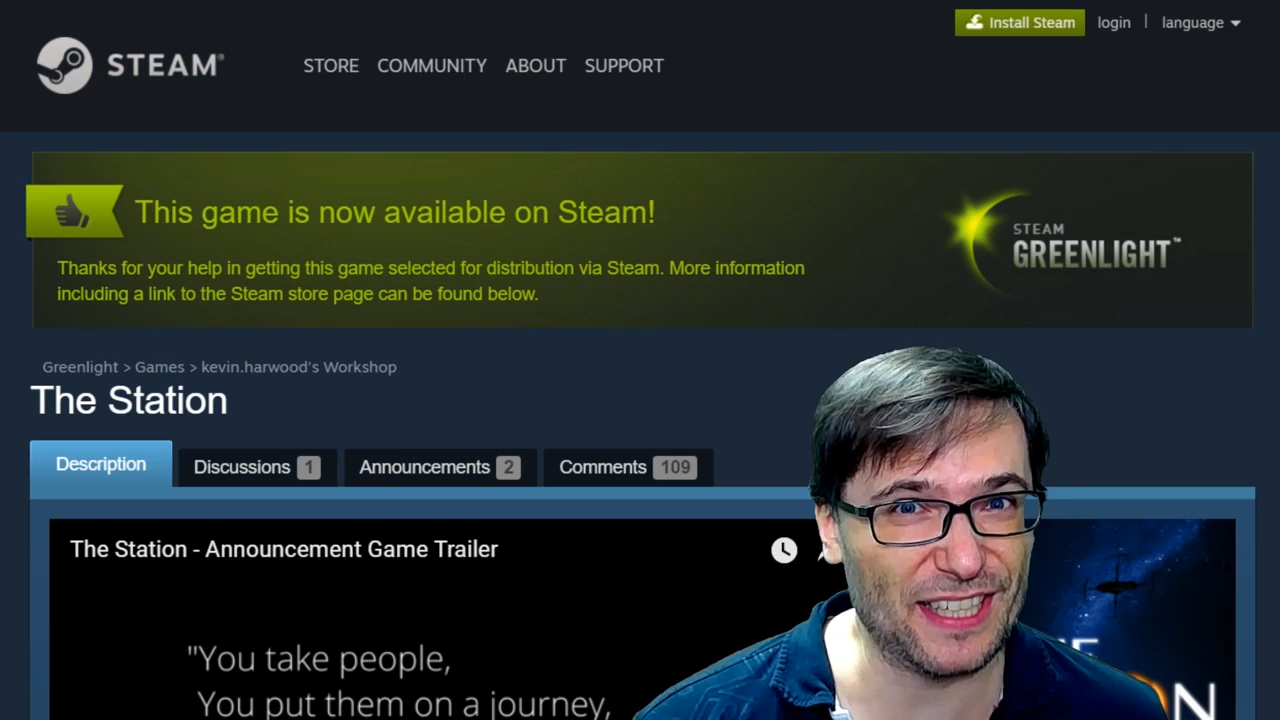 Install Steam login language
STEAM®
STORE COMMUNITY ABOUT SUPPORT
This game is now available on Steam!
Thanks for your help in getting this game selected for distribution via Steam. More information
including a link to the Steam store page can be found below.
STEAM
GREENLIGHT™
Greenlight > Games > kevin.harwood's Workshop
The Station
Description Discussions 1 Announcements 2 Comments 109
The Station - Announcement Game Trailer
"You take people,
You put them on a journey,